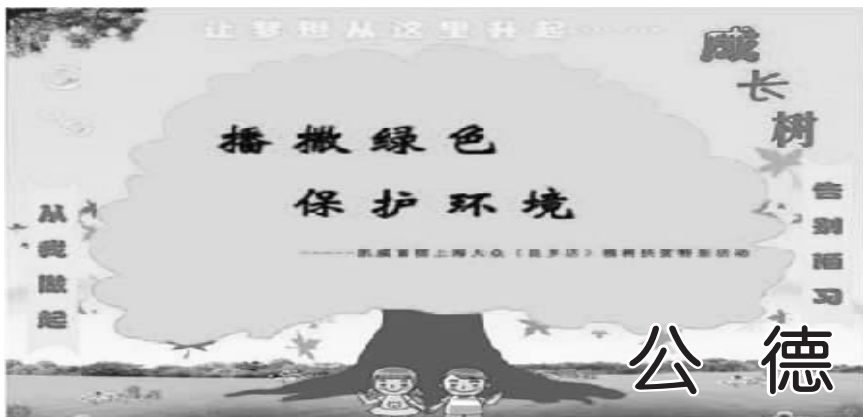 让梦想从这里升起……
成长树
播撒绿色
保护环境
从我做起
告别陋习
公德